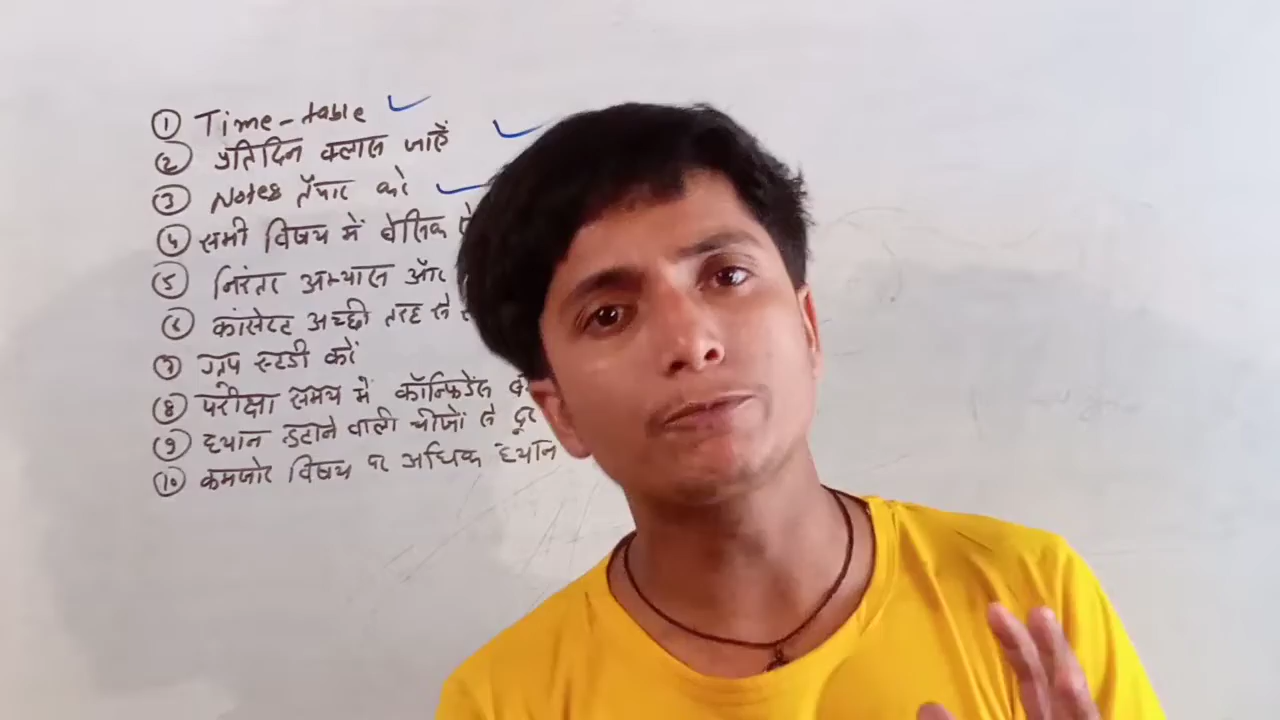 ① Time-table
② प्रतिदिन क्लास जाएँ
③ Notes तैयार करे
④ सभी विषय में बेसिक
⑤ निरंतर अभ्यास और
⑥ कांसेप्ट अच्छी तरह से
⑦ ग्रुप स्टडी करें
⑧ परीक्षा समय में कॉन्फिडेंस
⑨ ध्यान हटाने वाली चीजों से दूर
⑩ कमजोर विषय पर अधिक ध्यान